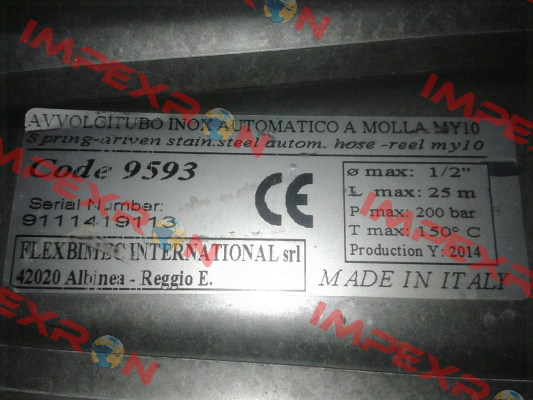 IMPEXRON
IMPEXRON
IMPEXRON
AVVOLGITUBO INOX AUTOMATICO A MOLLA MY10
Spring-driven stain.steel autom. hose -reel my10
Code 9593
Serial Number:
9111419113
CE
ø max: 1/2"
L max: 25 m
P max: 200 bar
T max: 150° C
Production Y: 2014
FLEXBIMEC INTERNATIONAL srl
42020 Albinea - Reggio E.
MADE IN ITALY
IMPEXRON
IMPEXRON